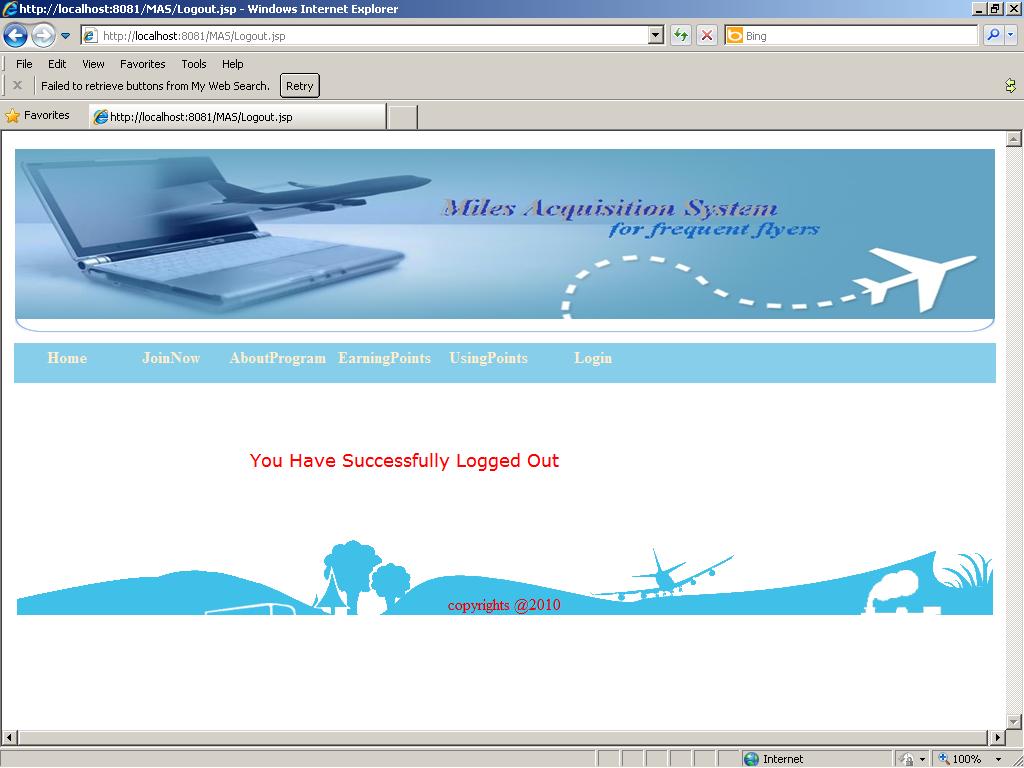 http://localhost:8081/MAS/Logout.jsp - Windows Internet Explorer
http://localhost:8081/MAS/Logout.jsp
Bing
File Edit View Favorites Tools Help
Failed to retrieve buttons from My Web Search. Retry
Favorites http://localhost:8081/MAS/Logout.jsp
Miles Acquisition System
for frequent flyers
Home JoinNow AboutProgram EarningPoints UsingPoints Login
You Have Successfully Logged Out
copyrights @2010
Internet 100%